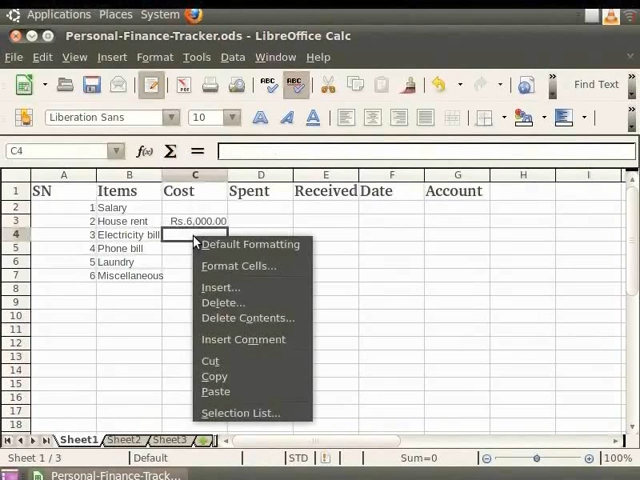 Applications Places System
Personal-Finance-Tracker.ods - LibreOffice Calc
File Edit View Insert Format Tools Data Window Help
ABC ABC Find Text
Liberation Sans 10 A A A
C4 f(x) Σ =
A B C D E F G H I
1 SN Items Cost Spent Received Date Account
2 1 Salary
3 2 House rent Rs.6,000.00
4 3 Electricity bill
5 4 Phone bill
6 5 Laundry
7 6 Miscellaneous
8
9
10
11
12
13
14
15
16
17
18
Default Formatting
Format Cells...
Insert...
Delete...
Delete Contents...
Insert Comment
Cut
Copy
Paste
Selection List...
Sheet1 Sheet2 Sheet3
Sheet 1 / 3 Default STD Sum=0 100%
Personal-Finance-Track...